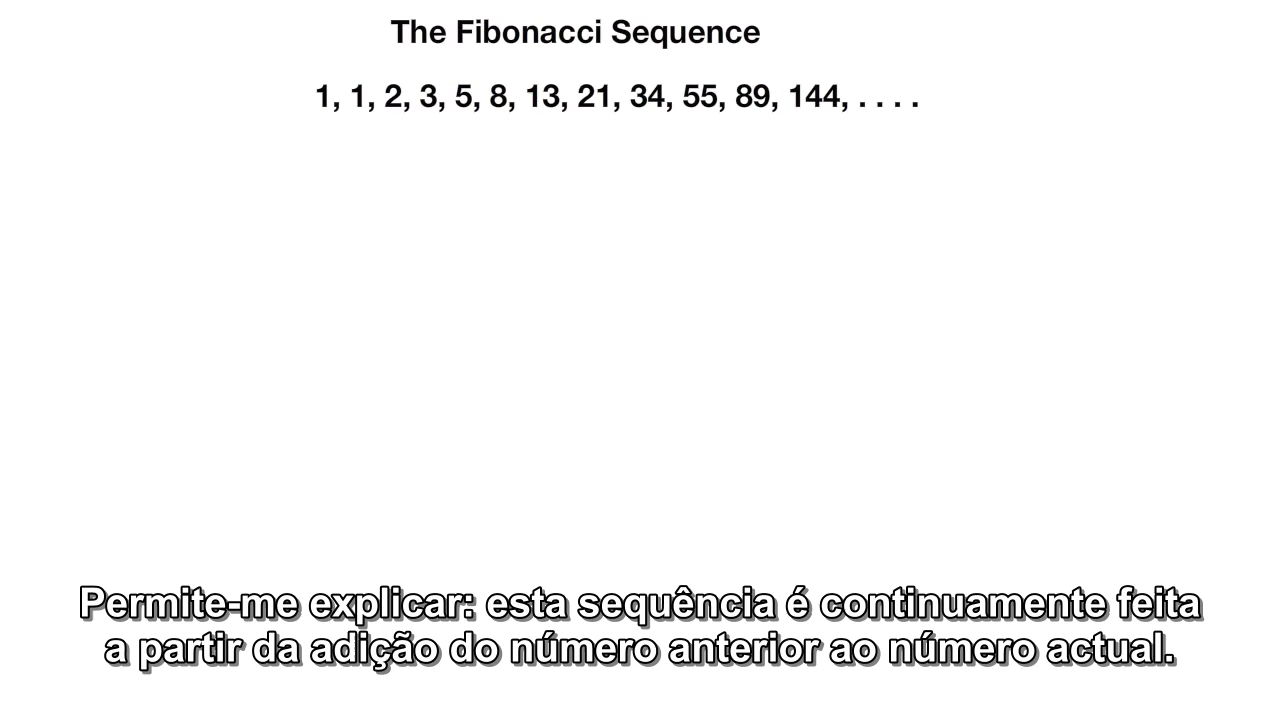 The Fibonacci Sequence
1, 1, 2, 3, 5, 8, 13, 21, 34, 55, 89, 144, . . . .
Permite-me explicar: esta sequência é continuamente feita
a partir da adição do número anterior ao número actual.